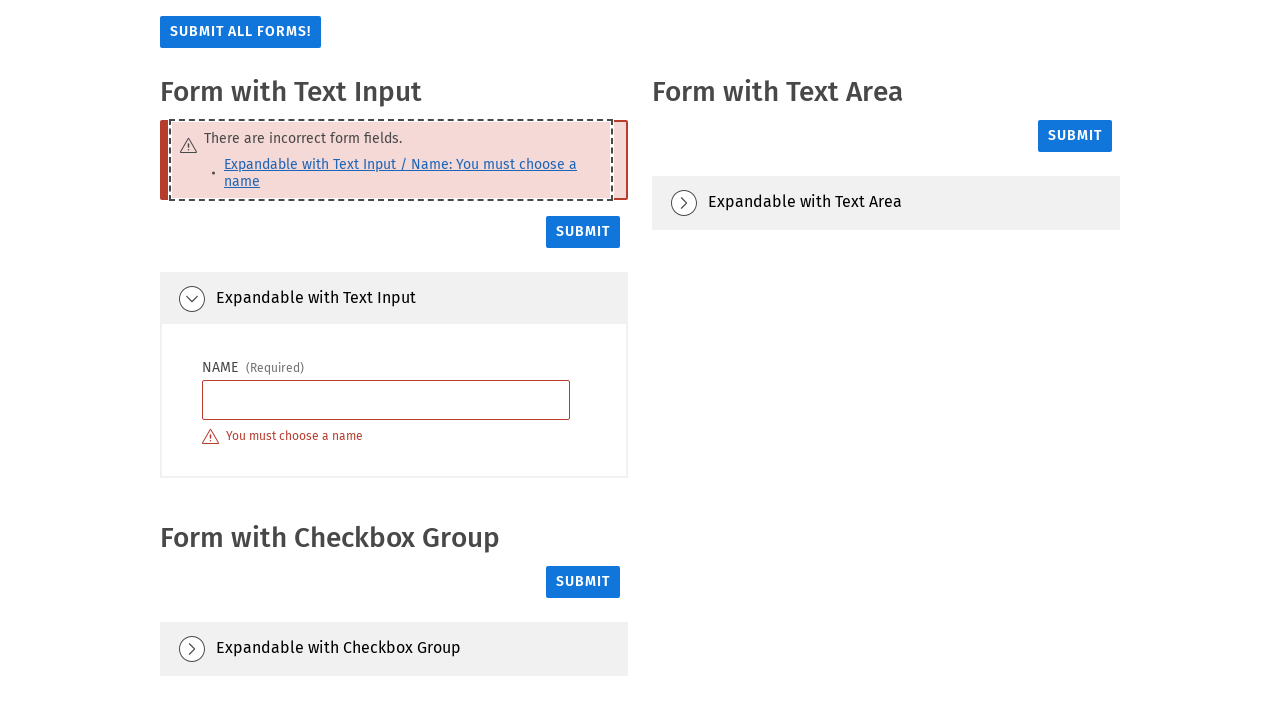 SUBMIT ALL FORMS!
Form with Text Input
There are incorrect form fields.
Expandable with Text Input / Name: You must choose a
name
SUBMIT
Expandable with Text Input
NAME (Required)
You must choose a name
Form with Checkbox Group
SUBMIT
Expandable with Checkbox Group
Form with Text Area
SUBMIT
Expandable with Text Area